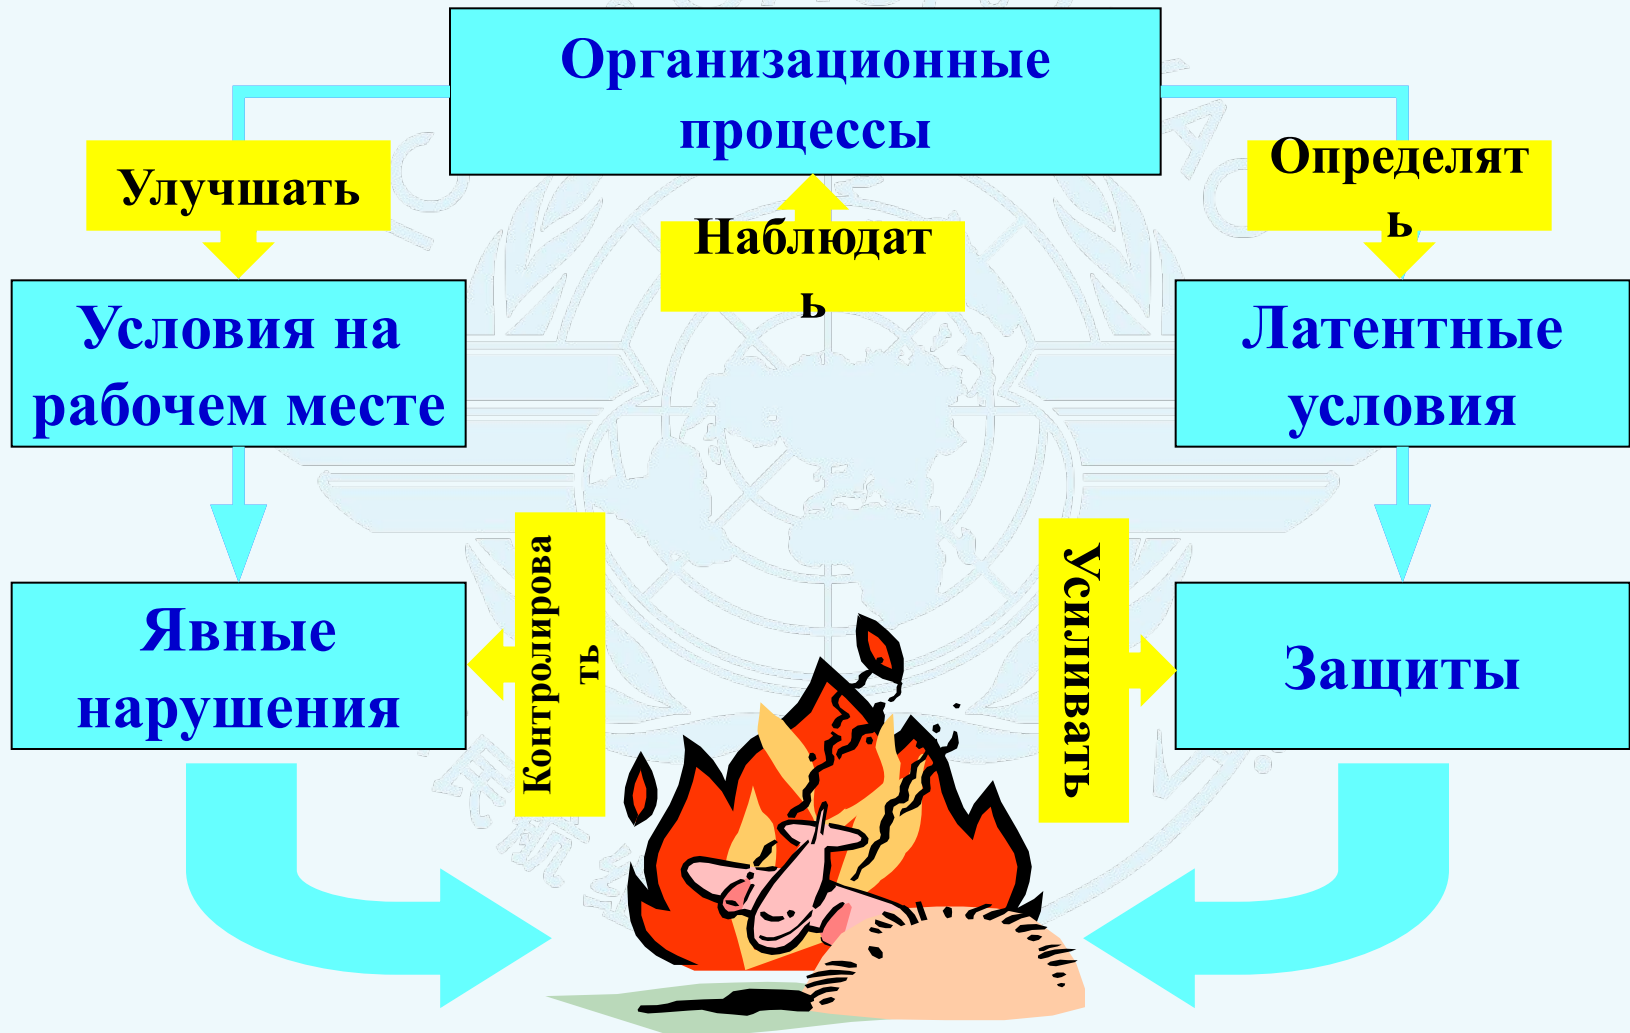 Организационные
процессы
Улучшать
Наблюдат
ь
Определят
ь
Условия на
рабочем месте
Латентные
условия
Контролирова
ть
Усиливать
Явные
нарушения
Защиты